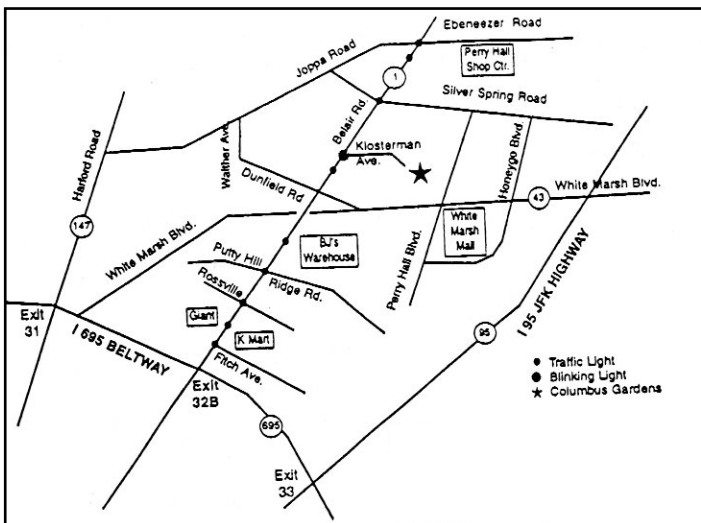 Ebeneezer Road
Joppa Road
Perry Hall
Shop Ctr.
1
Silver Spring Road
Belair Rd.
Harford Road
Walther Ave.
Klosterman
Ave.
Honeygo Blvd.
Dunfield Rd
43
White Marsh Blvd.
147
White Marsh Blvd.
White
Marsh
Mall
BJ's
Warehouse
Perry Hall Blvd.
Putty Hill
Ridge Rd.
Rossville
I 95 JFK HIGHWAY
Exit
31
I 695 BELTWAY
Giant
K Mart
95
Fitch Ave.
Traffic Light
Blinking Light
Columbus Gardens
Exit
32B
695
Exit
33